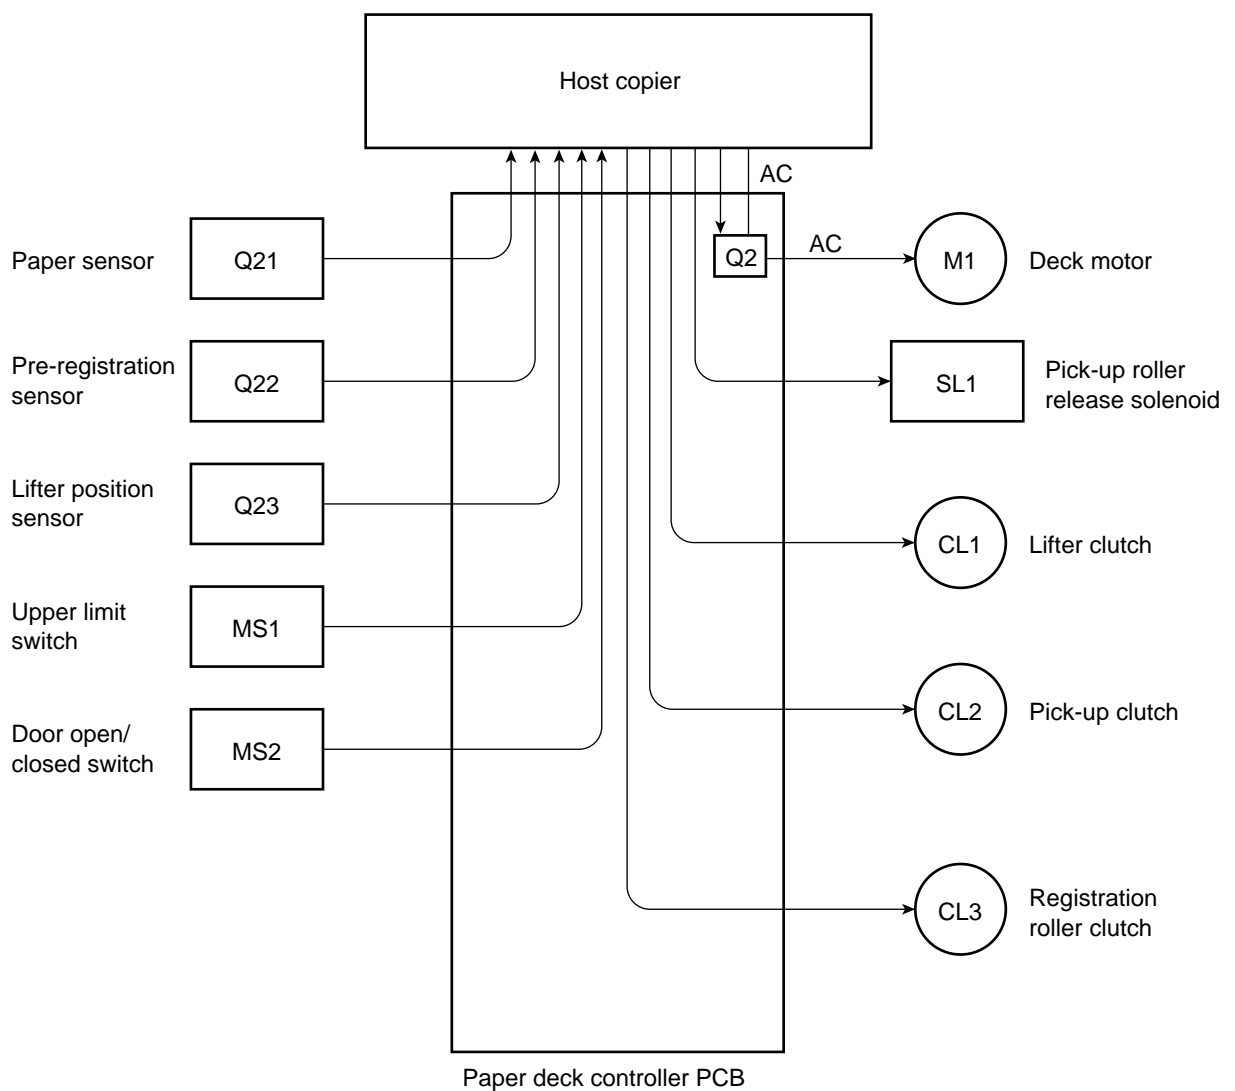 Host copier
AC
Paper sensor
Q21
Q2
AC
M1
Deck motor
Pre-registration
sensor
Q22
SL1
Pick-up roller
release solenoid
Lifter position
sensor
Q23
CL1
Lifter clutch
Upper limit
switch
MS1
CL2
Pick-up clutch
Door open/
closed switch
MS2
CL3
Registration
roller clutch
Paper deck controller PCB